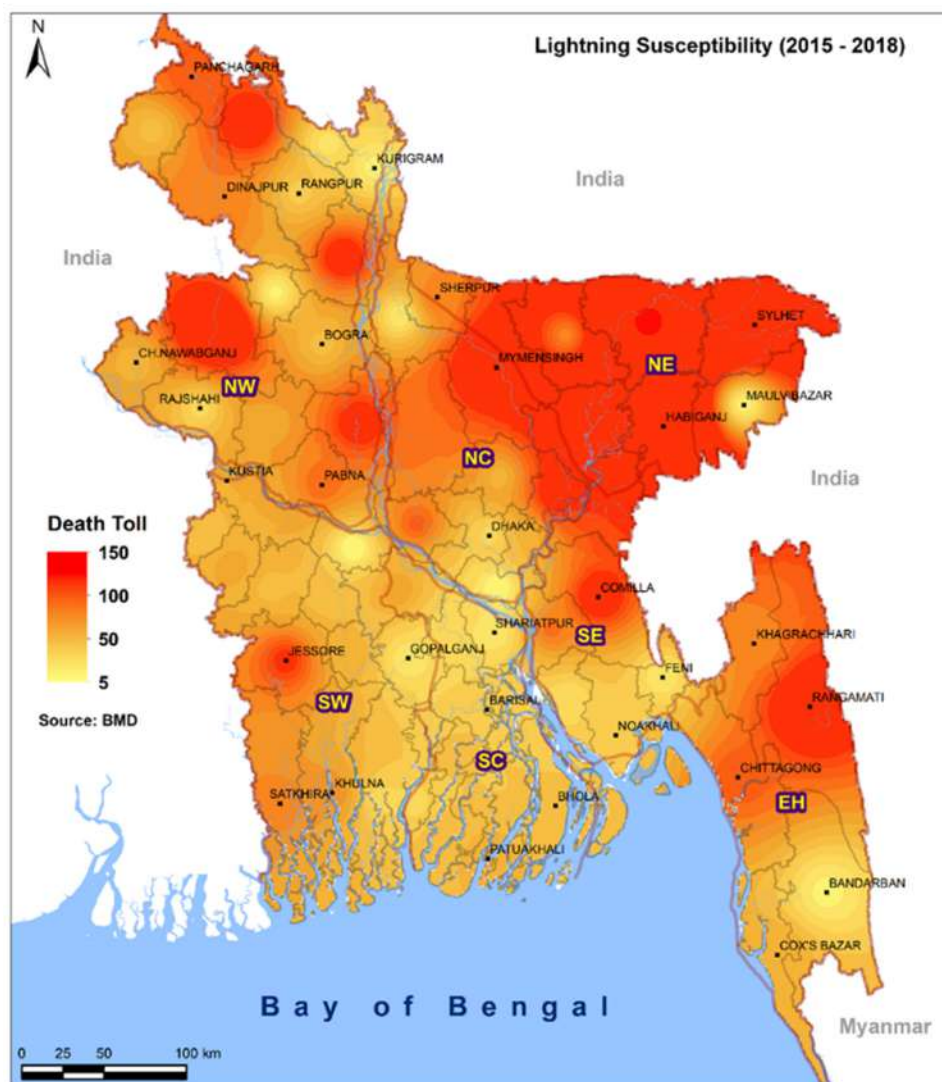 N
Lightning Susceptibility (2015 - 2018)
PANCHAGARH
KURIGRAM
India
DINAJPUR
RANGPUR
India
SHERPUR
SYLHET
BOGRA
MYMENSINGH
NE
CH.NAWABGANJ
NW
MAULV BAZAR
RAJSHAHI
HABIGANJ
NC
KUSTIA
PABNA
India
Death Toll
150
100
50
5
Source: BMD
DHAKA
COMILLA
SHARIATPUR
SE
KHAGRACHHARI
JESSORE
GOPALGANJ
FENI
SW
BARISAL
RANGAMATI
NOAKHALI
SC
CHITTAGONG
KHULNA
SATKHIRA
BHOLA
EH
PATUAKHALI
BANDARBAN
COX'S BAZAR
Bay of Bengal
Myanmar
0 25 50 100 km